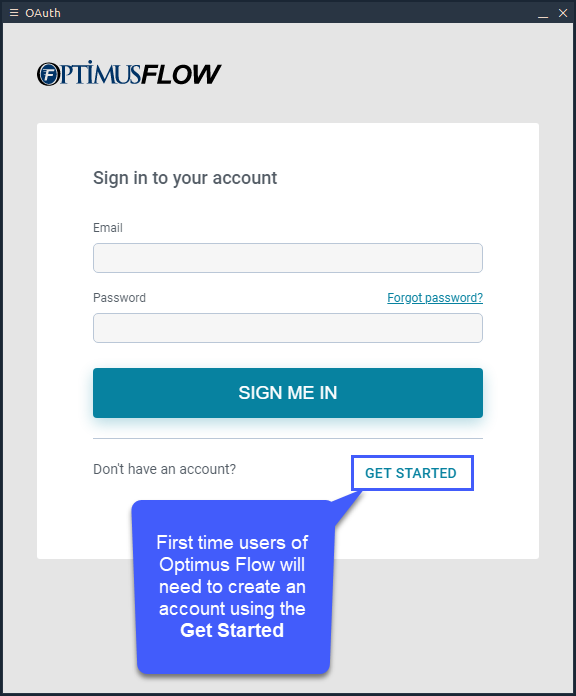 OAuth
OPTIMUSFLOW
Sign in to your account
Email
Password Forgot password?
SIGN ME IN
Don't have an account? GET STARTED
First time users of
Optimus Flow will
need to create an
account using the
Get Started